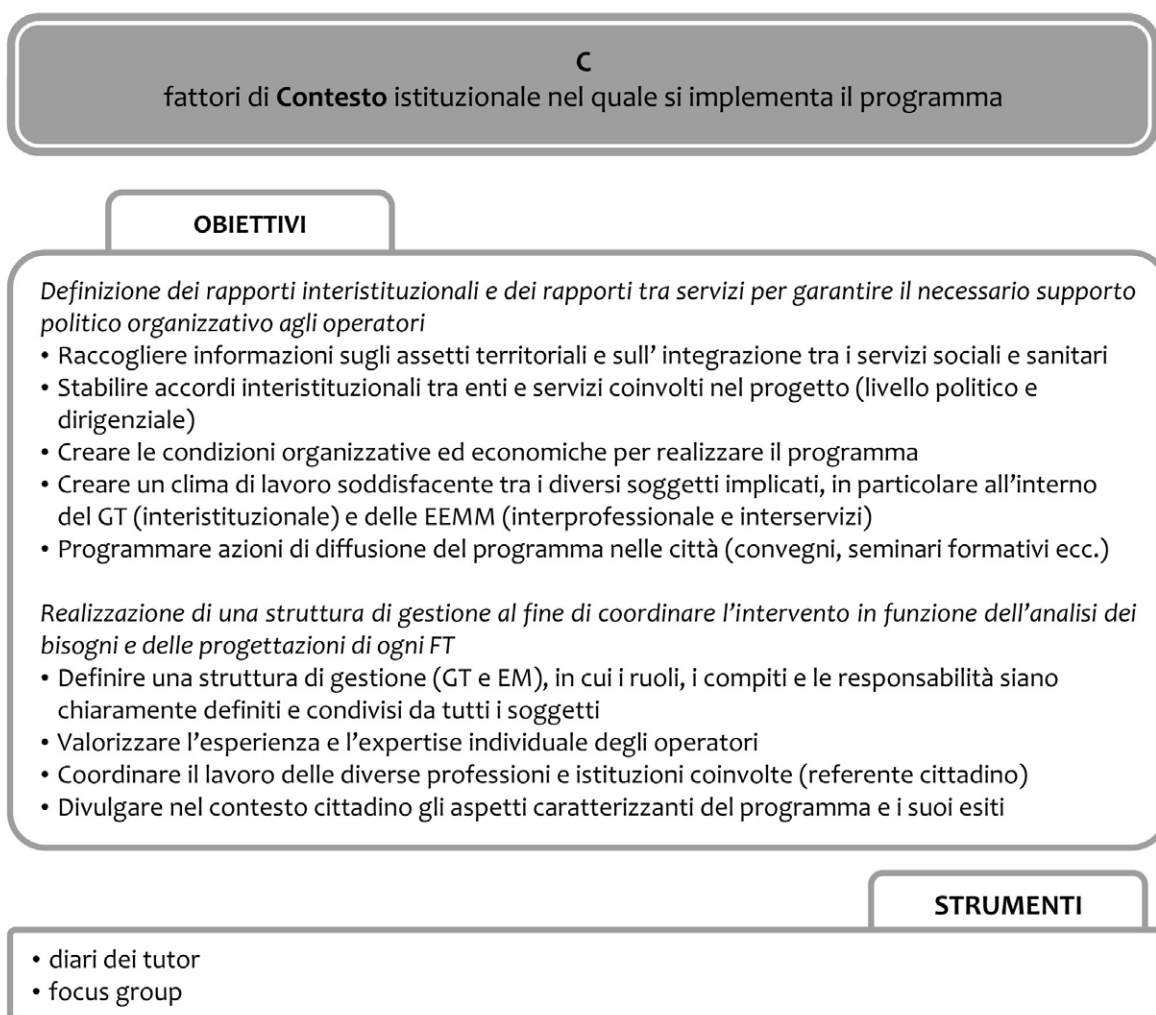 C
fattori di Contesto istituzionale nel quale si implementa il programma
OBIETTIVI
Definizione dei rapporti interistituzionali e dei rapporti tra servizi per garantire il necessario supporto
politico organizzativo agli operatori
• Raccogliere informazioni sugli assetti territoriali e sull' integrazione tra i servizi sociali e sanitari
• Stabilire accordi interistituzionali tra enti e servizi coinvolti nel progetto (livello politico e
dirigenziale)
• Creare le condizioni organizzative ed economiche per realizzare il programma
• Creare un clima di lavoro soddisfacente tra i diversi soggetti implicati, in particolare all'interno
del GT (interistituzionale) e delle EEMM (interprofessionale e interservizi)
• Programmare azioni di diffusione del programma nelle città (convegni, seminari formativi ecc.)
Realizzazione di una struttura di gestione al fine di coordinare l'intervento in funzione dell'analisi dei
bisogni e delle progettazioni di ogni FT
• Definire una struttura di gestione (GT e EM), in cui i ruoli, i compiti e le responsabilità siano
chiaramente definiti e condivisi da tutti i soggetti
• Valorizzare l'esperienza e l'expertise individuale degli operatori
• Coordinare il lavoro delle diverse professioni e istituzioni coinvolte (referente cittadino)
• Divulgare nel contesto cittadino gli aspetti caratterizzanti del programma e i suoi esiti
STRUMENTI
• diari dei tutor
• focus group